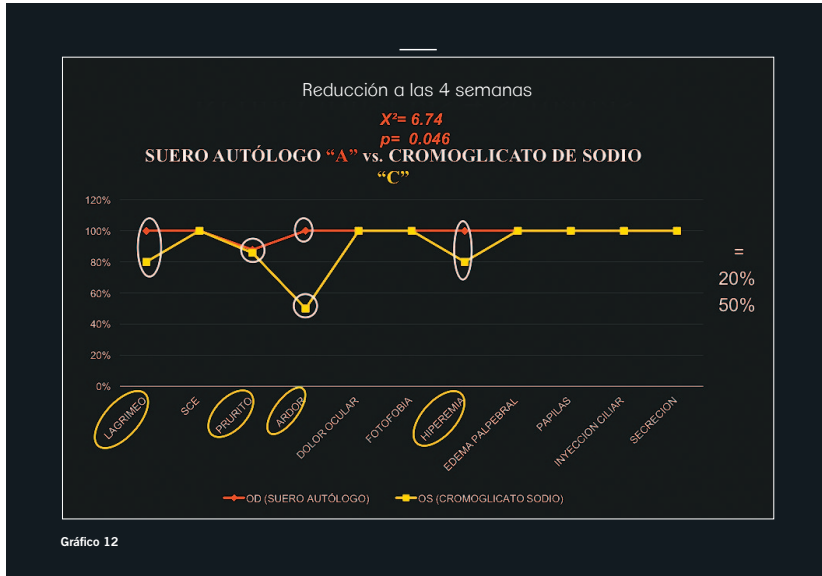 Reducción a las 4 semanas
X²= 6.74
p= 0.046
SUERO AUTÓLOGO “A” vs. CROMOGLICATO DE SODIO
“C”
120%
100%
80%
60%
40%
20%
0%
=
20%
50%
LAGRIMEO
SCE
PRURITO
ARDOR
DOLOR OCULAR
FOTOFOBIA
HIPEREMIA
EDEMA PALPEBRAL
PAPILAS
INYECCION CILIAR
SECRECION
OD (SUERO AUTÓLOGO)
OS (CROMOGLICATO SODIO)
Gráfico 12